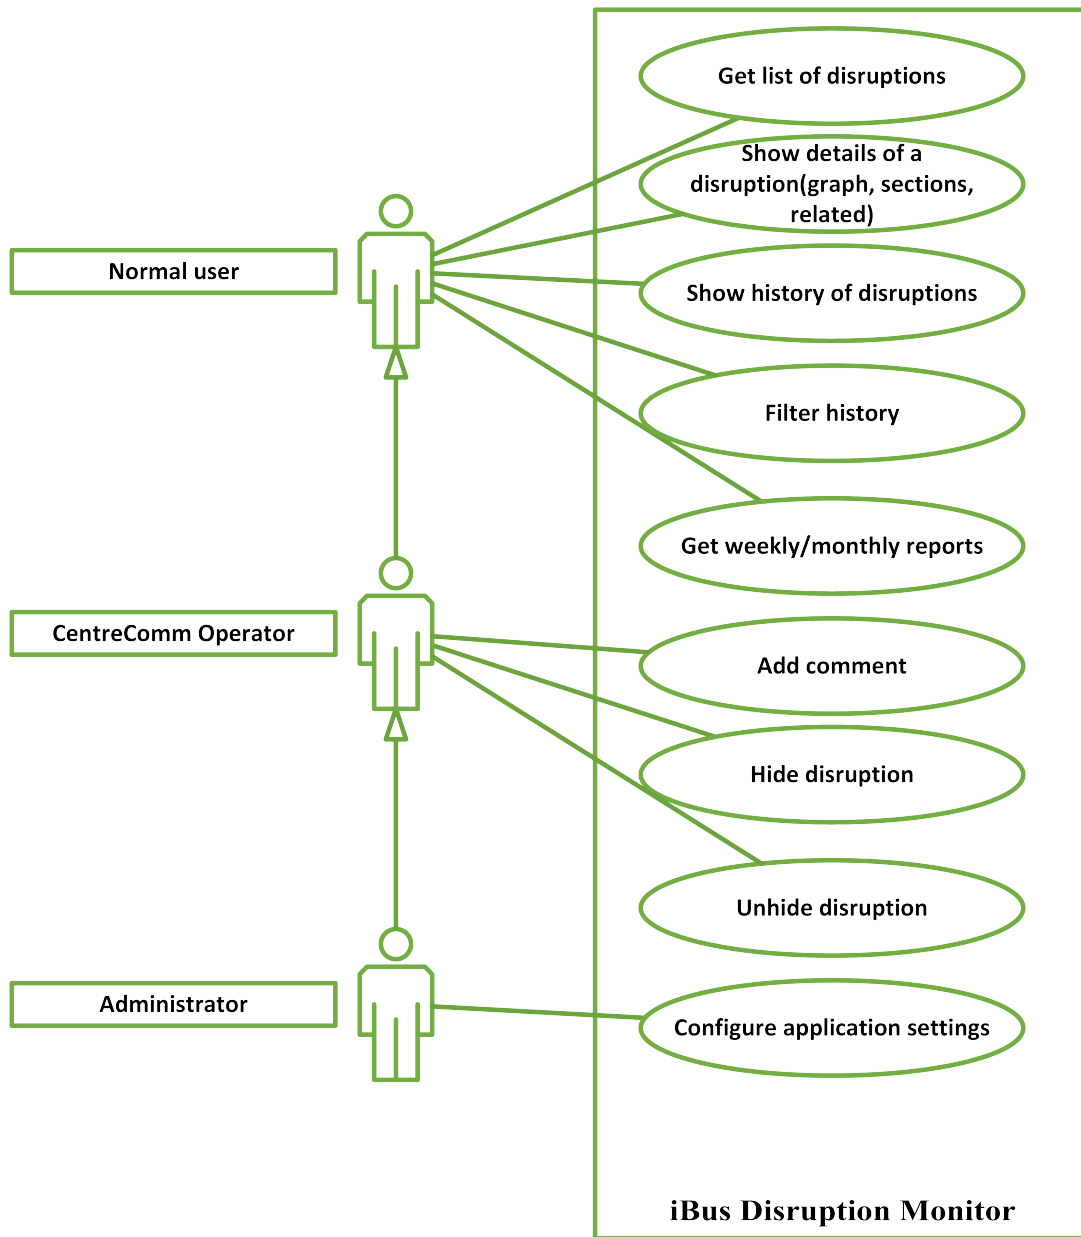 Get list of disruptions
Show details of a
disruption(graph, sections,
related)
Normal user
Show history of disruptions
Filter history
Get weekly/monthly reports
CentreComm Operator
Add comment
Hide disruption
Unhide disruption
Administrator
Configure application settings
iBus Disruption Monitor